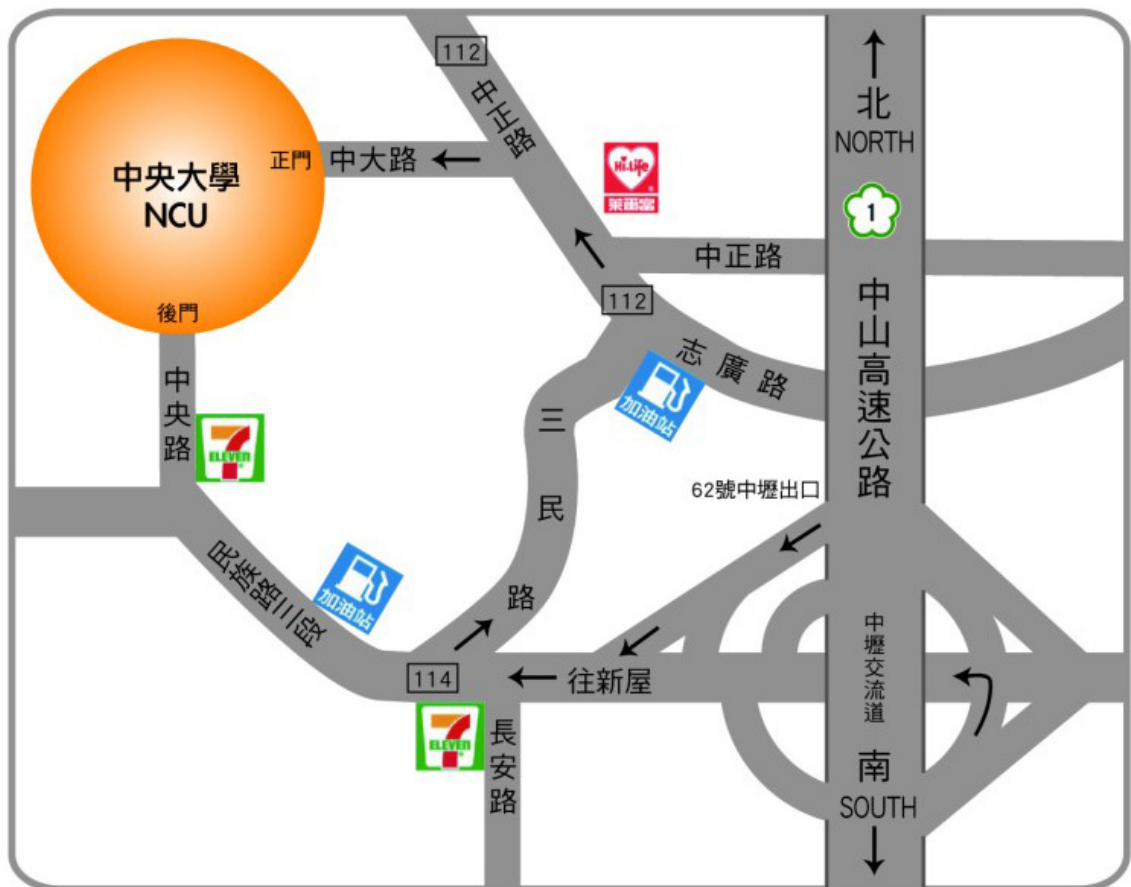 112
中正路
北
NORTH
正門
中大路
Hi-Life
萊爾富
中央大學
NCU
1
中正路
後門
112
中山高速公路
志廣路
加油站
中央路
三民路
7
ELEVEN
62號中壢出口
民族路三段
加油站
中壢交流道
114
往新屋
7
ELEVEN
長安路
南
SOUTH